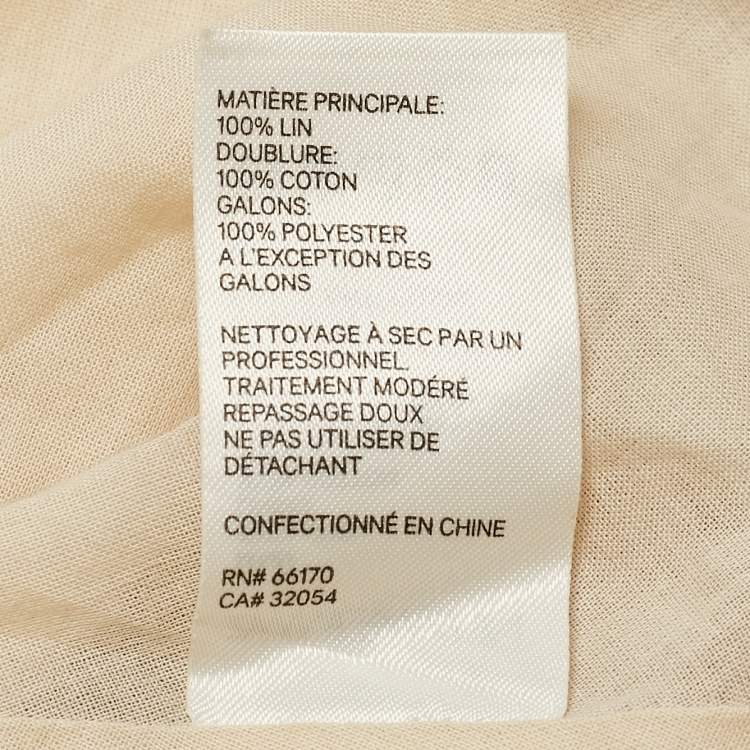 MATIÈRE PRINCIPALE:
100% LIN
DOUBLURE:
100% COTON
GALONS:
100% POLYESTER
A L'EXCEPTION DES
GALONS
NETTOYAGE À SEC PAR UN
PROFESSIONNEL.
TRAITEMENT MODÉRÉ
REPASSAGE DOUX
NE PAS UTILISER DE
DÉTACHANT
CONFECTIONNÉ EN CHINE
RN# 66170
CA# 32054